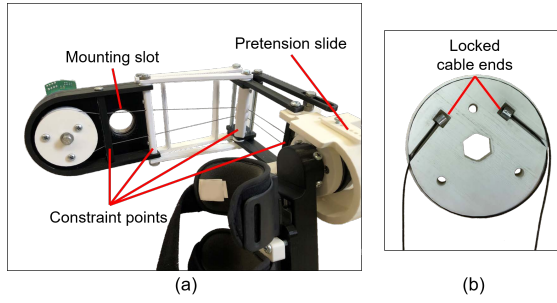 Mounting slot
Pretension slide
Constraint points
(a)
Locked
cable ends
(b)